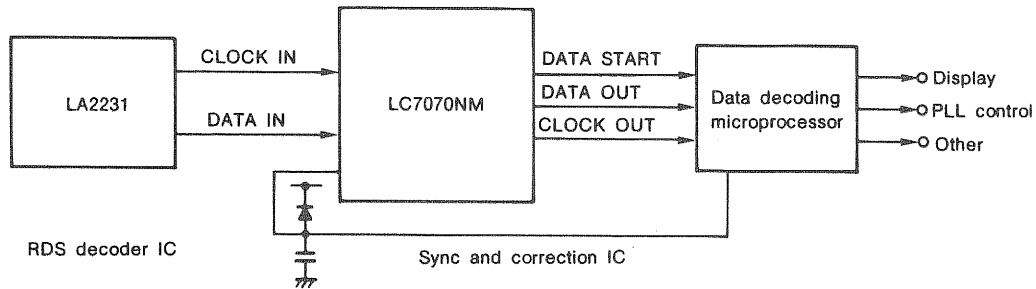 LA2231
CLOCK IN
DATA IN
LC7070NM
DATA START
DATA OUT
CLOCK OUT
Data decoding
microprocessor
Display
PLL control
Other
RDS decoder IC
Sync and correction IC